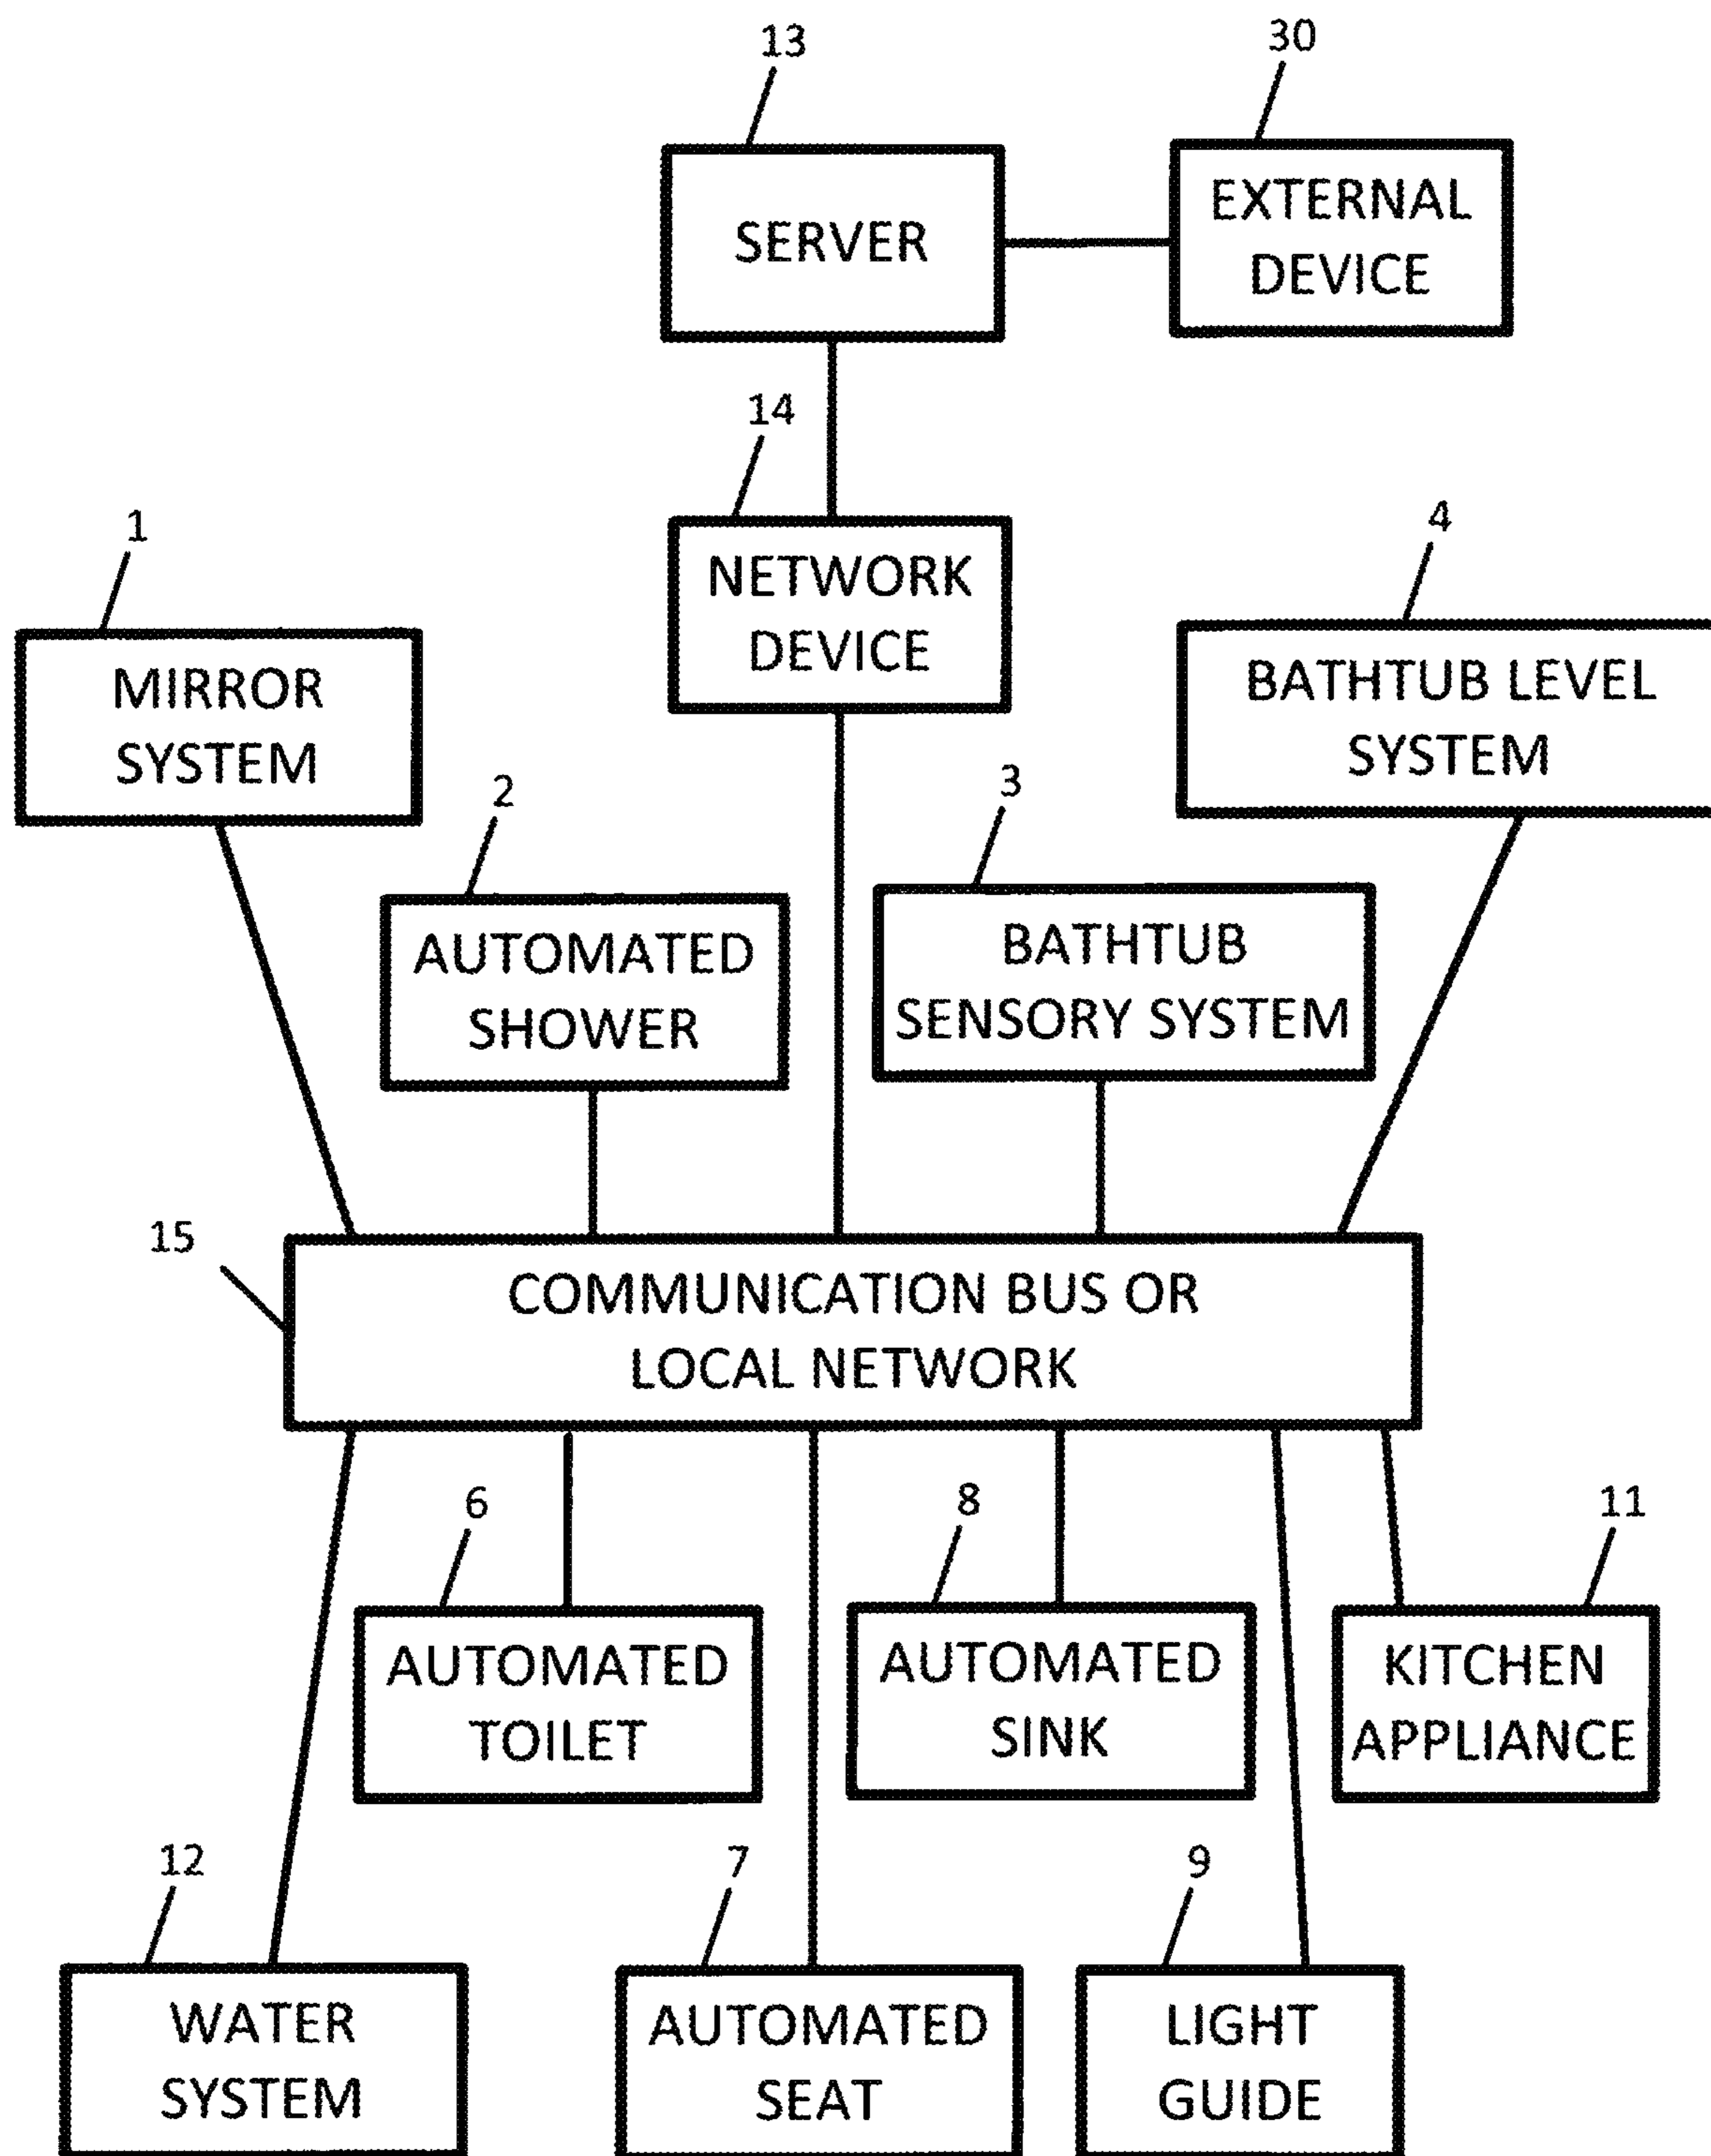 13
30
SERVER
EXTERNAL
DEVICE
14
1
4
NETWORK
DEVICE
MIRROR
SYSTEM
BATHTUB LEVEL
SYSTEM
2
3
AUTOMATED
SHOWER
BATHTUB
SENSORY SYSTEM
15
COMMUNICATION BUS OR
LOCAL NETWORK
6
8
11
AUTOMATED
TOILET
AUTOMATED
SINK
KITCHEN
APPLIANCE
12
7
9
WATER
SYSTEM
AUTOMATED
SEAT
LIGHT
GUIDE